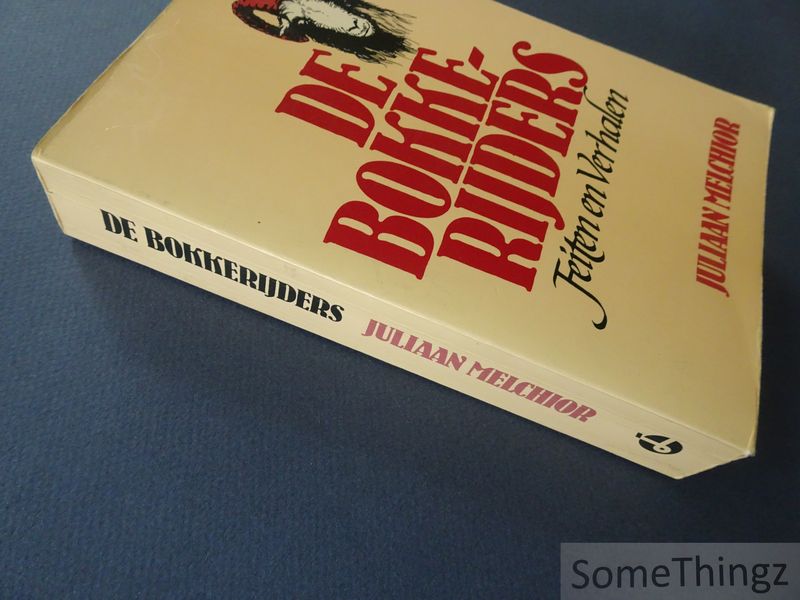 DE
BOKKE-
RIJDERS
Feiten en Verhalen
JULIAAN MELCHIOR
DE BOKKERIJDERS JULIAAN MELCHIOR
SomeThingz